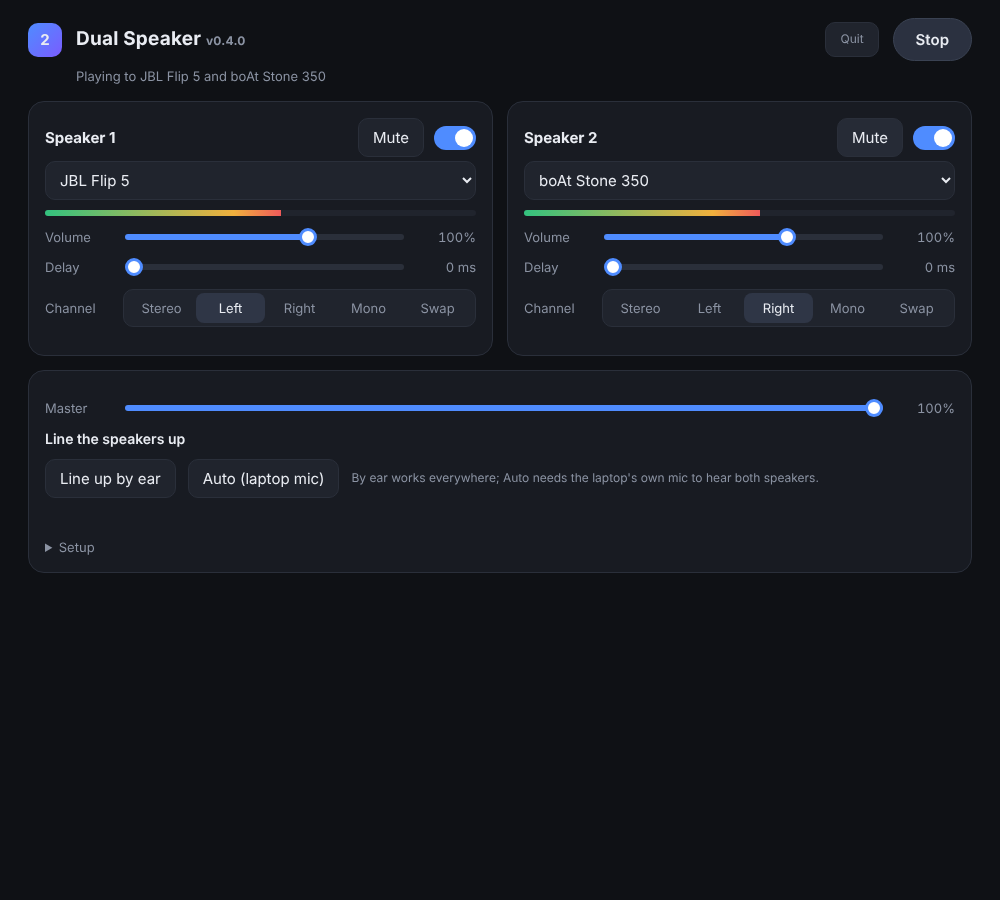 2 Dual Speaker v0.4.0 Quit Stop
Playing to JBL Flip 5 and boAt Stone 350
Speaker 1 Mute
JBL Flip 5
Volume 100%
Delay 0 ms
Channel Stereo Left Right Mono Swap
Speaker 2 Mute
boAt Stone 350
Volume 100%
Delay 0 ms
Channel Stereo Left Right Mono Swap
Master 100%
Line the speakers up
Line up by ear Auto (laptop mic) By ear works everywhere; Auto needs the laptop's own mic to hear both speakers.
Setup